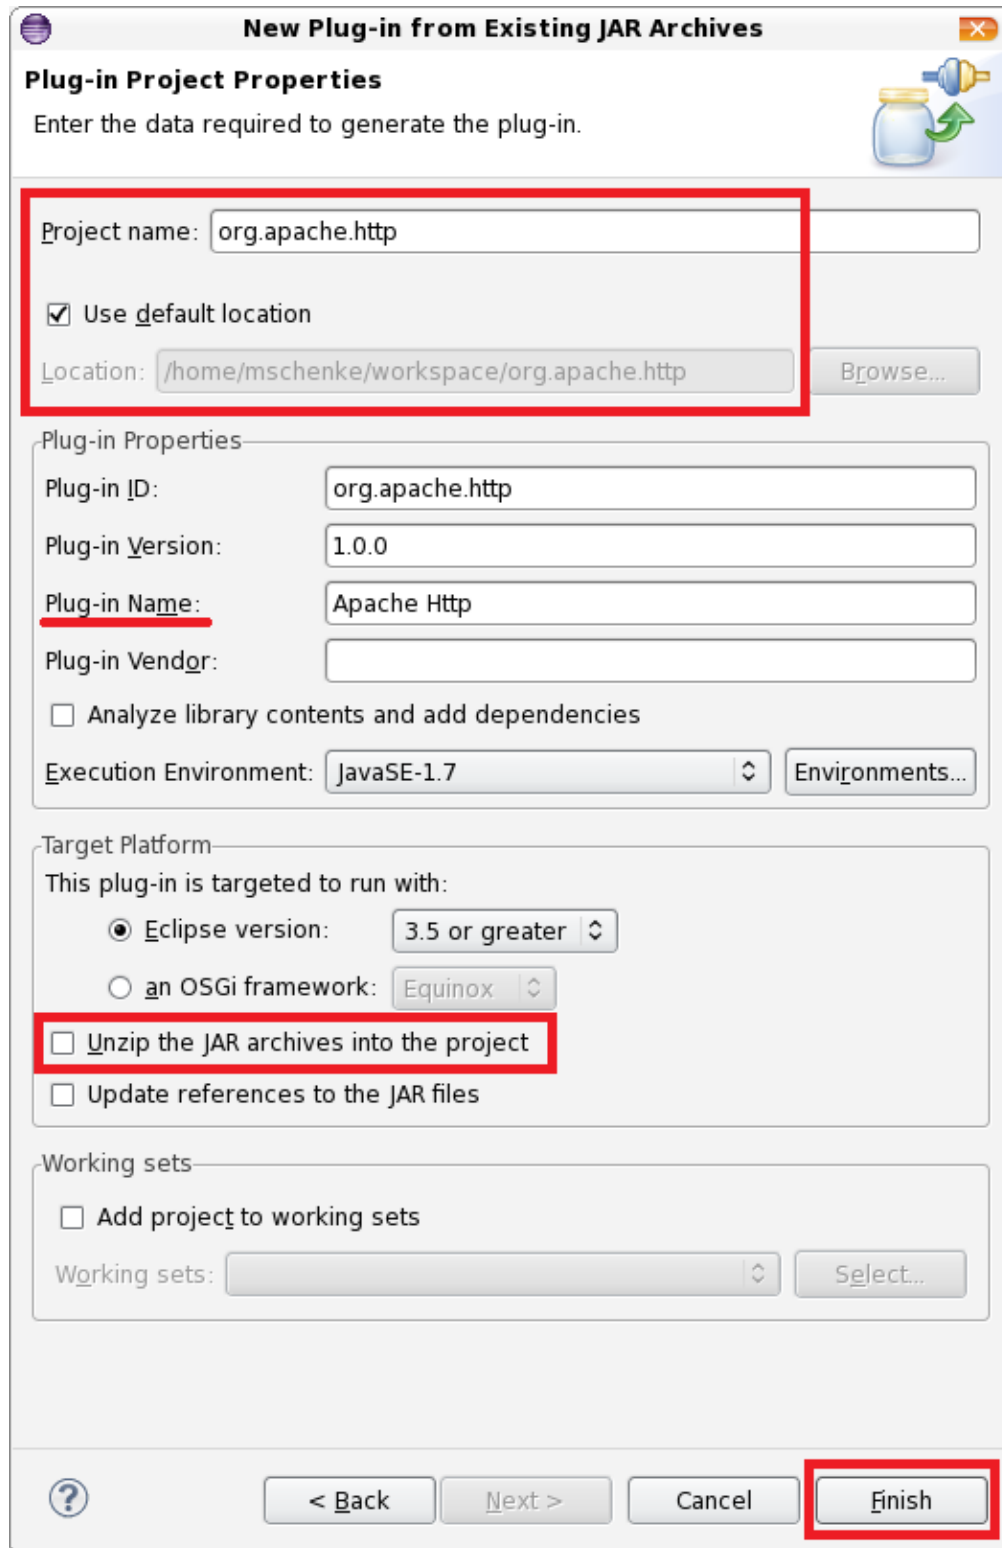 New Plug-in from Existing JAR Archives
Plug-in Project Properties
Enter the data required to generate the plug-in.
Project name: org.apache.http
Use default location
Location: /home/mschenke/workspace/org.apache.http Browse...
Plug-in Properties
Plug-in ID: org.apache.http
Plug-in Version: 1.0.0
Plug-in Name: Apache Http
Plug-in Vendor:
Analyze library contents and add dependencies
Execution Environment: JavaSE-1.7 Environments...
Target Platform
This plug-in is targeted to run with:
Eclipse version: 3.5 or greater
an OSGi framework: Equinox
Unzip the JAR archives into the project
Update references to the JAR files
Working sets
Add project to working sets
Working sets: Select...
? < Back Next > Cancel Finish